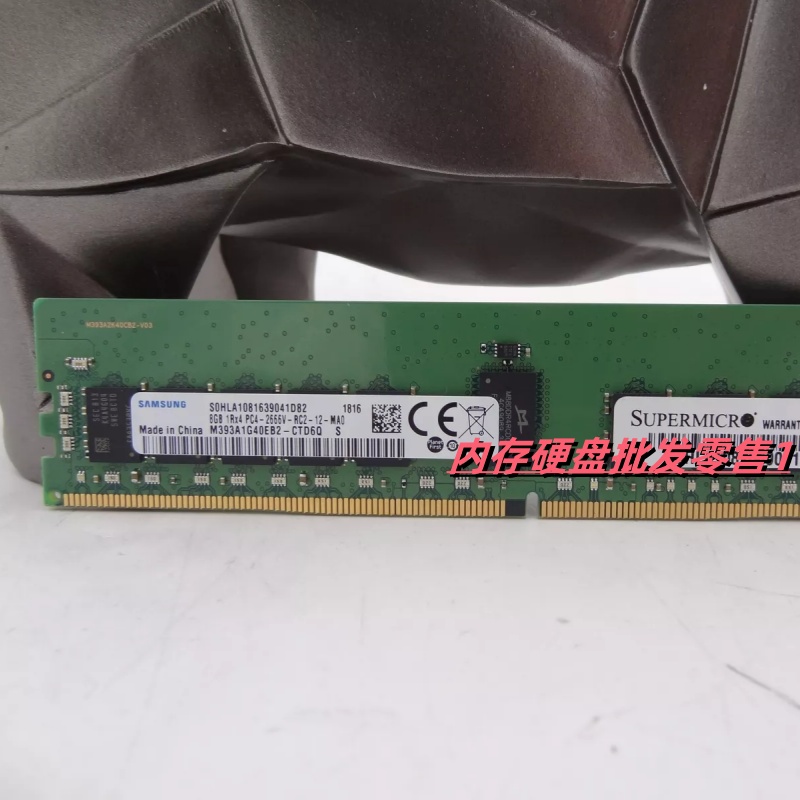 M393A2K40CB2-V03
SAMSUNG
S0HLA1081639041D82 1816
8GB 1Rx4 PC4-2666V-RC2-12-MA0
Made in China M393A1G40EB2-CTD6Q S
CE
SUPERMICRO WARRANT
内存硬盘批发零售1